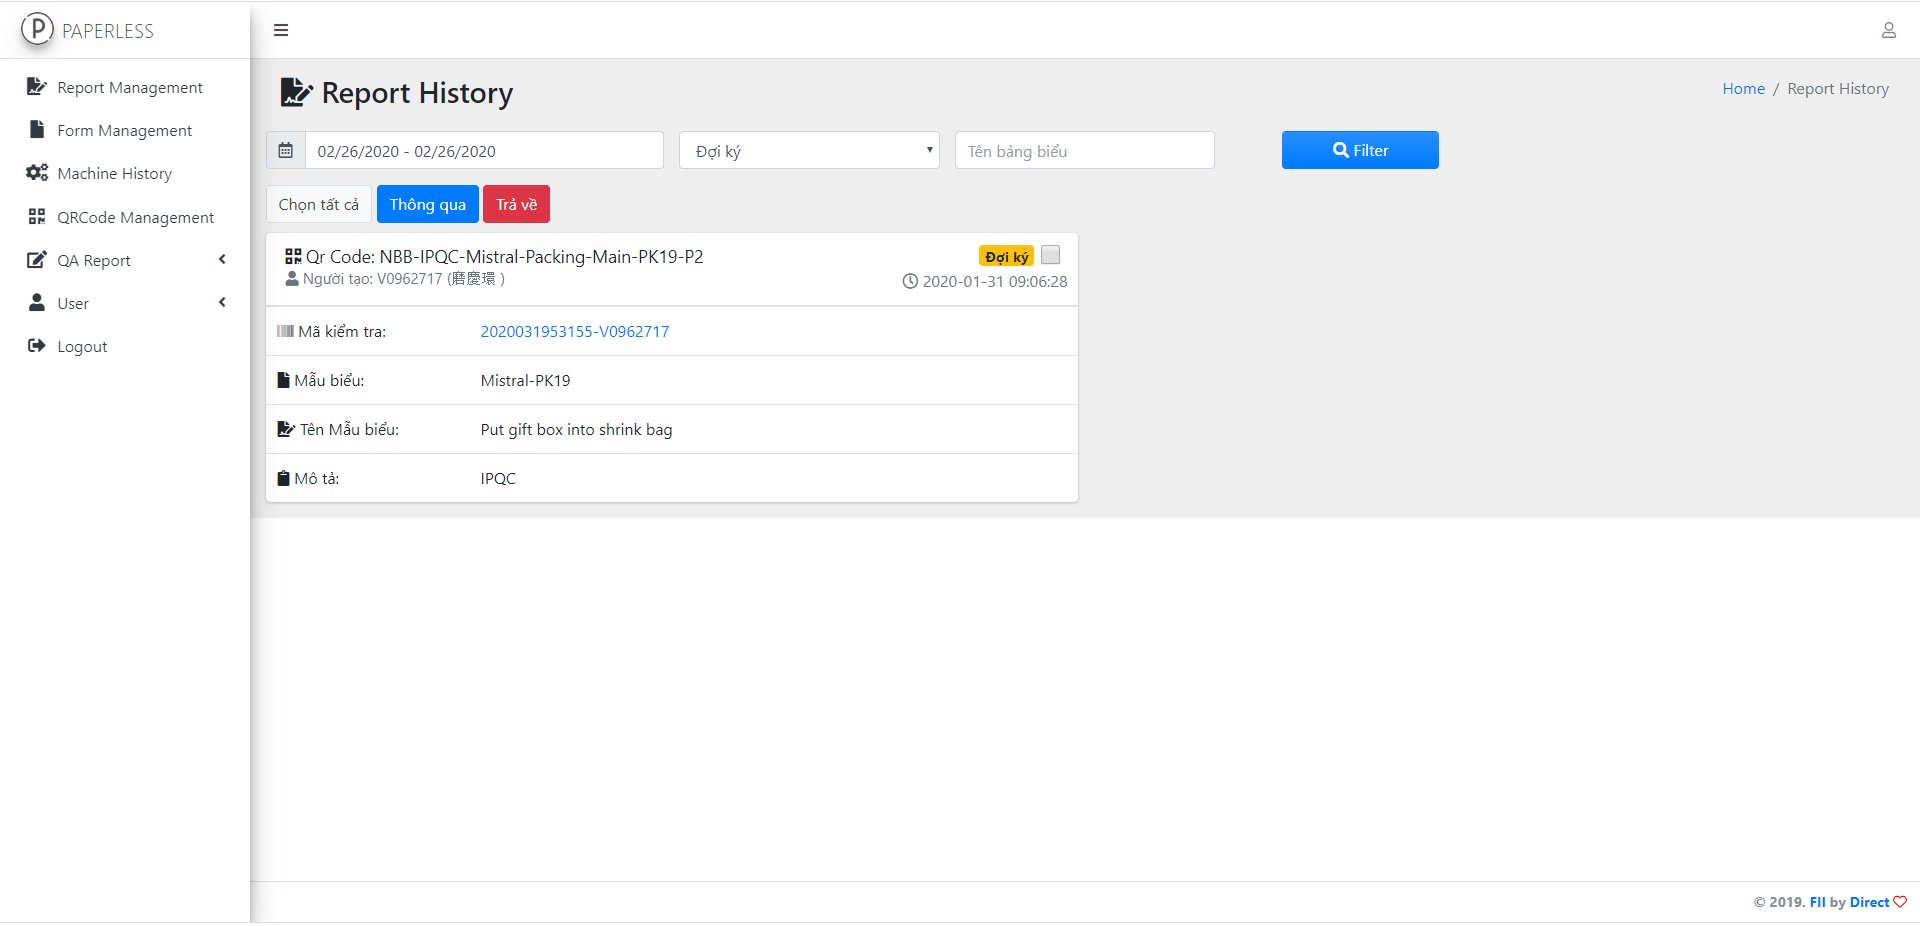 PAPERLESS
Report Management
Form Management
Machine History
QRCode Management
QA Report
User
Logout
Report History
Home / Report History
02/26/2020 - 02/26/2020
Đợi ký
Tên bảng biểu
Filter
Chọn tất cả
Thông qua
Trả về
Qr Code: NBB-IPQC-Mistral-Packing-Main-PK19-P2
Đợi ký
Người tạo: V0962717 (磨慶環 )
2020-01-31 09:06:28
Mã kiểm tra: 2020031953155-V0962717
Mẫu biểu: Mistral-PK19
Tên Mẫu biểu: Put gift box into shrink bag
Mô tả: IPQC
© 2019. FII by Direct